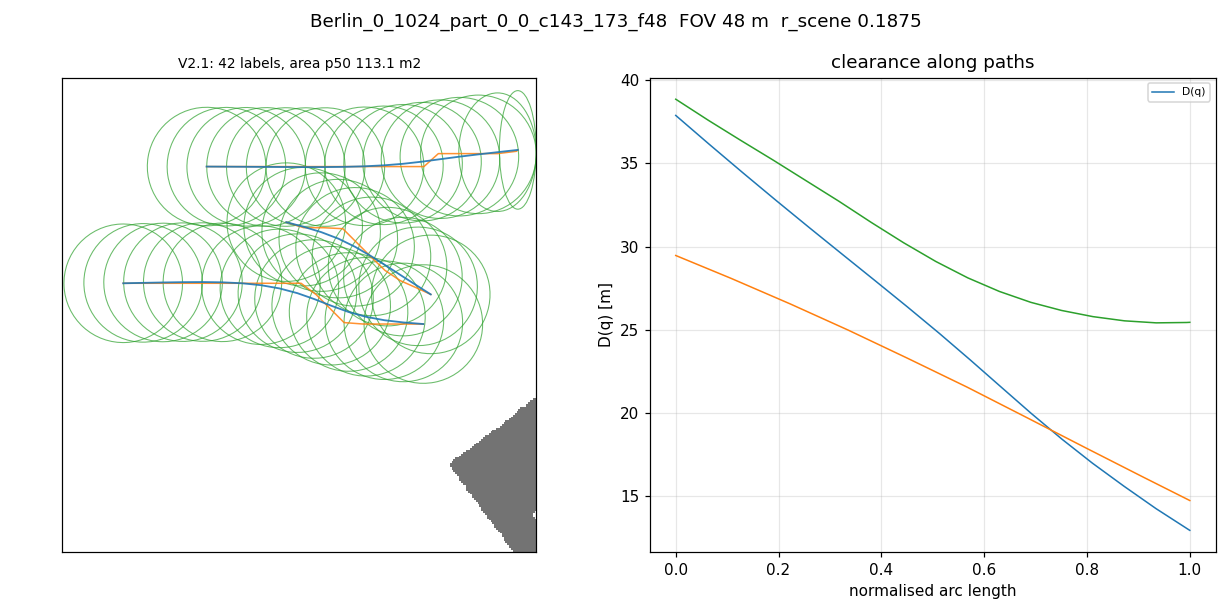 Berlin_0_1024_part_0_0_c143_173_f48  FOV 48 m  r_scene 0.1875
V2.1: 42 labels, area p50 113.1 m2
clearance along paths
D(q)
40
35
30
25
20
15
D(q) [m]
0.0 0.2 0.4 0.6 0.8 1.0
normalised arc length